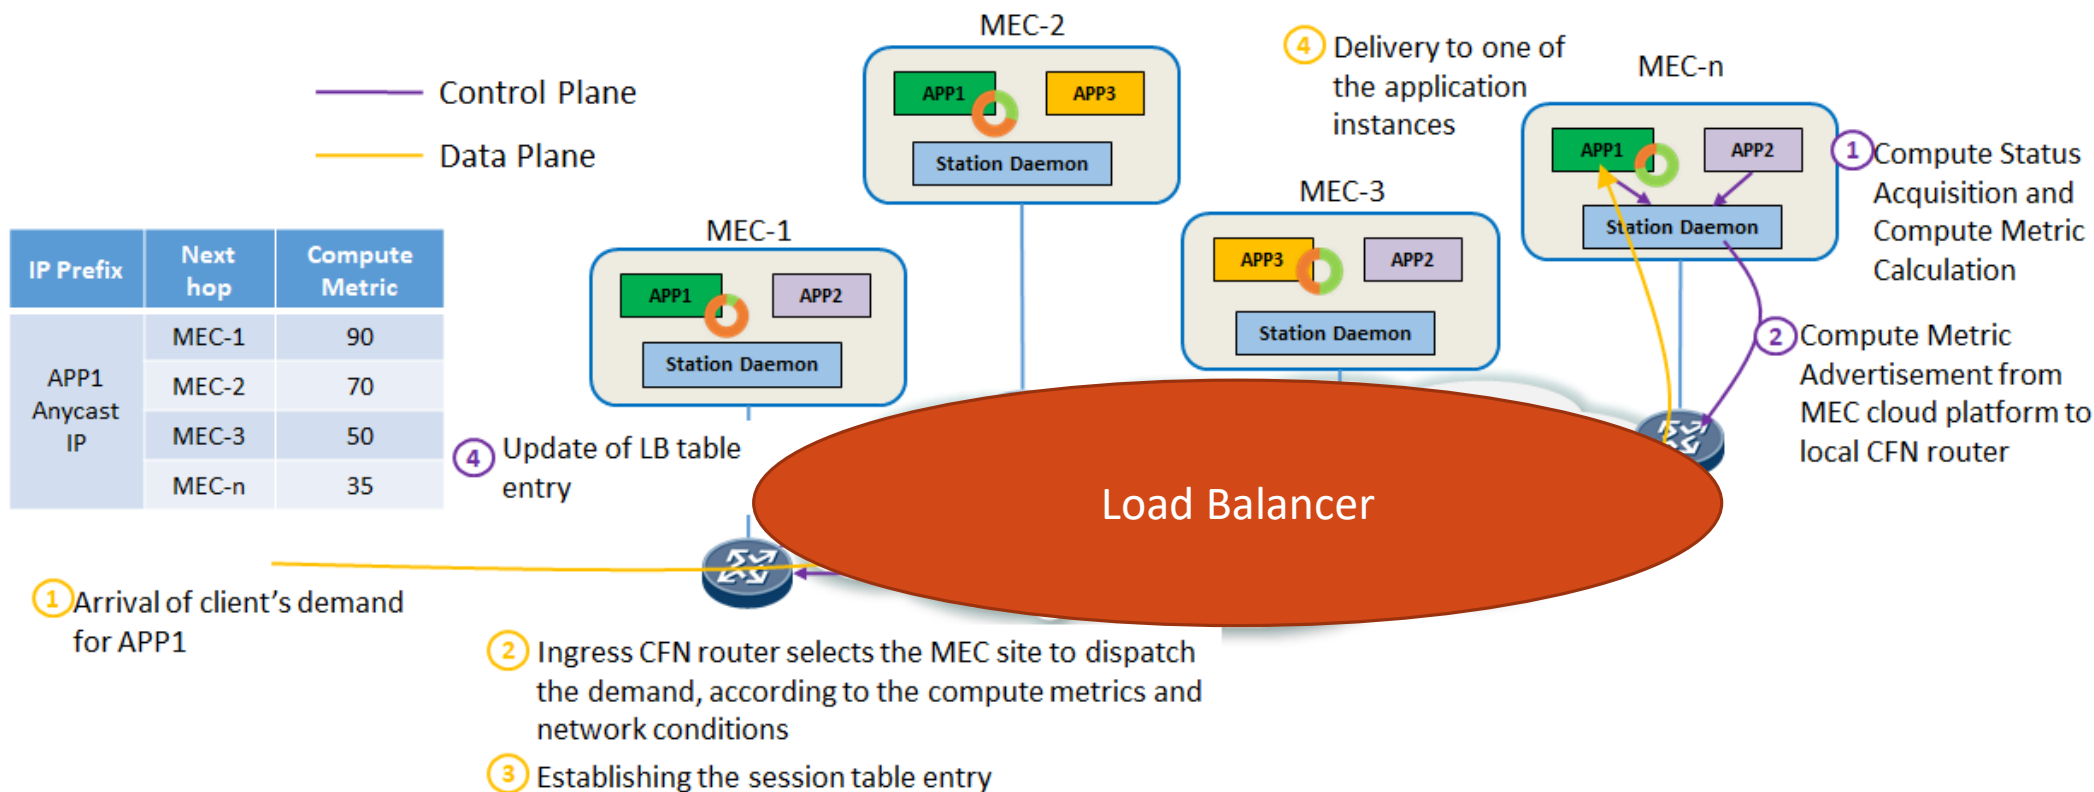 MEC-2
4 Delivery to one of
the application
instances
MEC-n
Control Plane
Data Plane
APP1 APP3
Station Daemon
APP1 APP2
Station Daemon
1 Compute Status
Acquisition and
Compute Metric
Calculation
MEC-3
APP3 APP2
Station Daemon
MEC-1
APP1 APP2
Station Daemon
IP Prefix Next hop Compute Metric
APP1 Anycast IP
MEC-1 90
MEC-2 70
MEC-3 50
MEC-n 35
2 Compute Metric
Advertisement from
MEC cloud platform to
local CFN router
4 Update of LB table
entry
Load Balancer
1 Arrival of client’s demand
for APP1
2 Ingress CFN router selects the MEC site to dispatch
the demand, according to the compute metrics and
network conditions
3 Establishing the session table entry